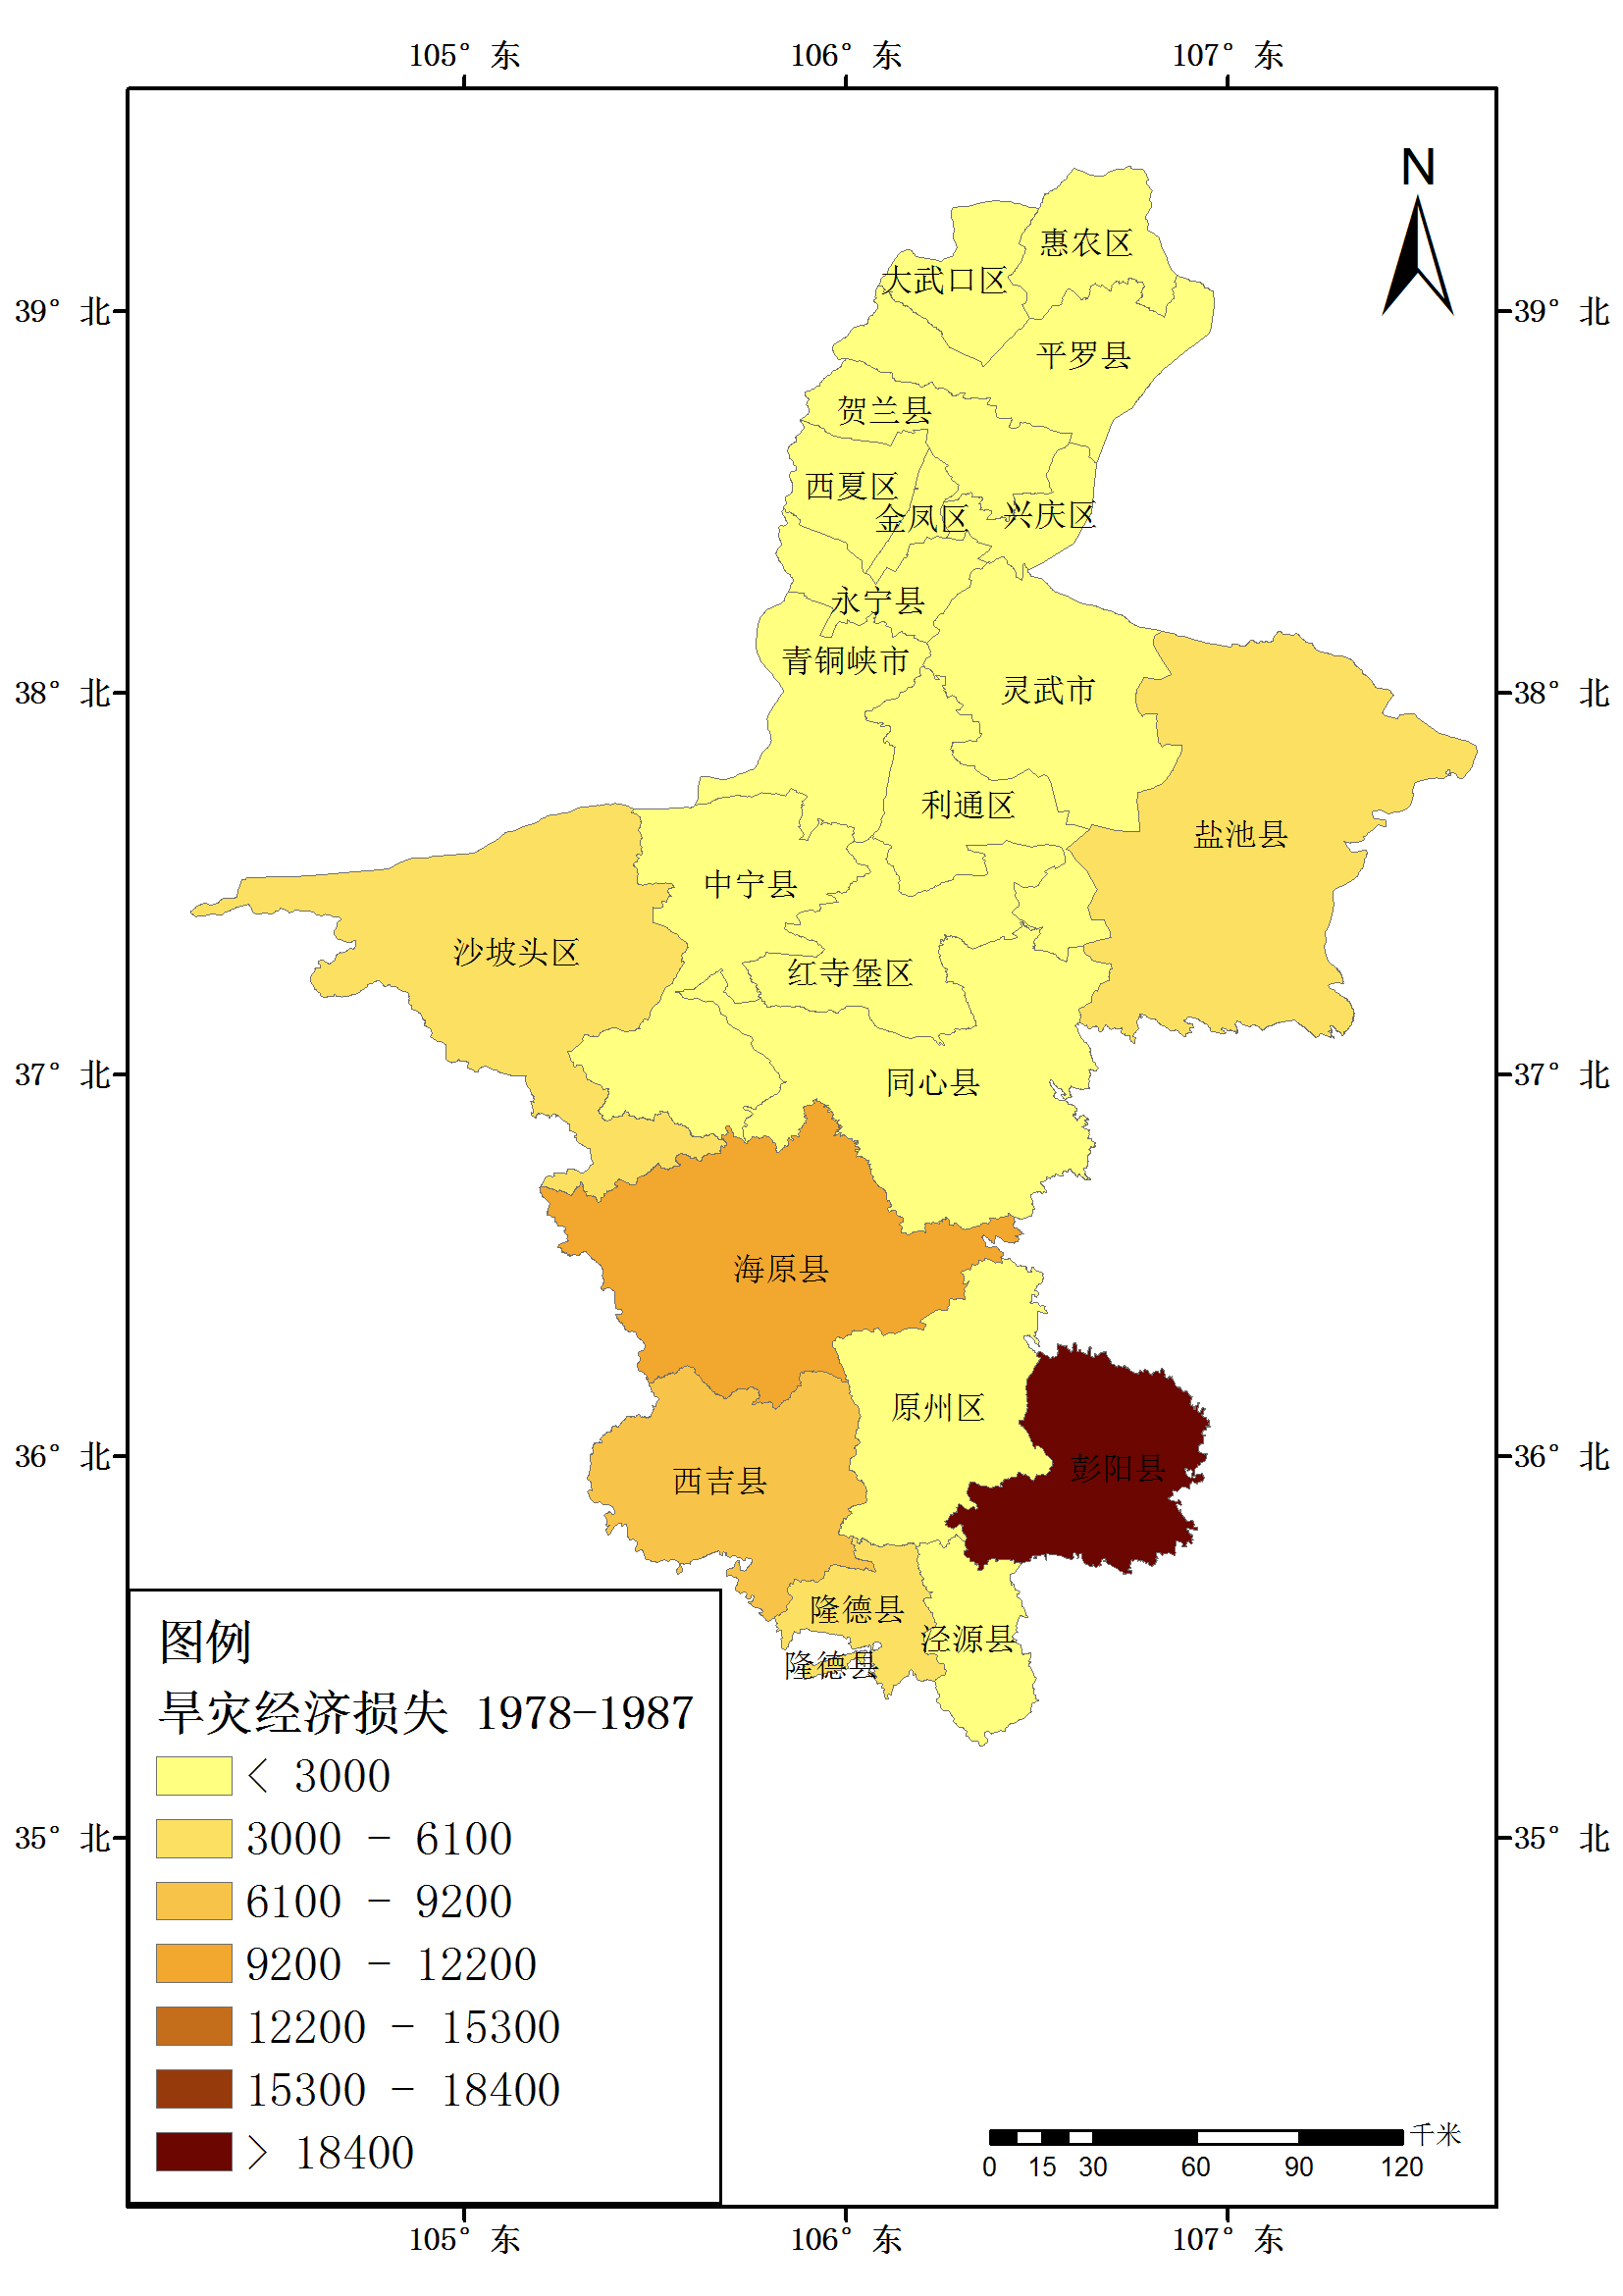 105° 东
106° 东
107° 东
N
惠农区
大武口区
39° 北
39° 北
平罗县
贺兰县
西夏区
金凤区
兴庆区
永宁县
青铜峡市
38° 北
灵武市
38° 北
利通区
盐池县
中宁县
沙坡头区
红寺堡区
37° 北
同心县
37° 北
海原县
原州区
36° 北
彭阳县
36° 北
西吉县
隆德县
泾源县
隆德县
图例
旱灾经济损失 1978-1987
< 3000
3000 - 6100
35° 北
35° 北
6100 - 9200
9200 - 12200
12200 - 15300
15300 - 18400
> 18400
千米
0 15 30 60 90 120
105° 东
106° 东
107° 东